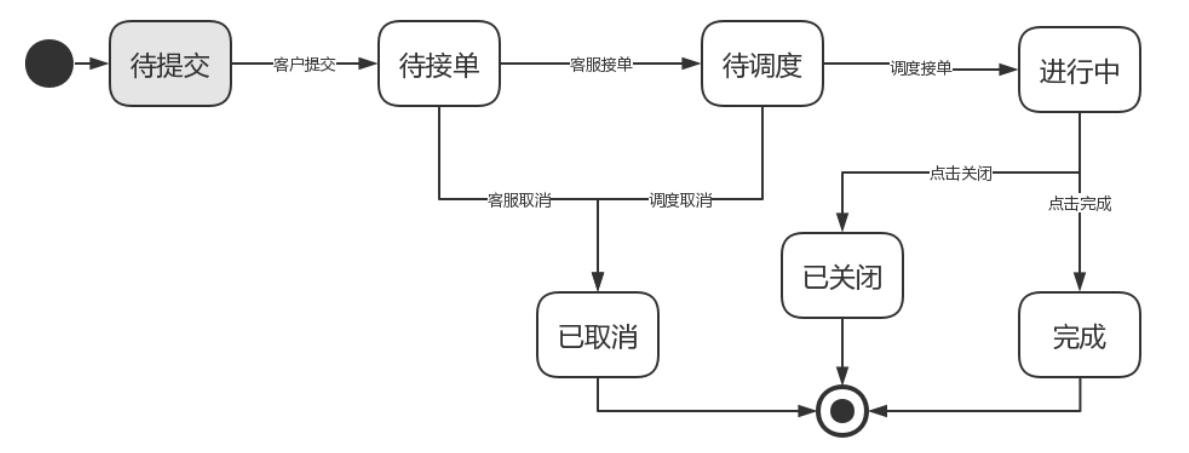 待提交
客户提交
待接单
客服接单
待调度
调度接单
进行中
点击关闭
客服取消
调度取消
点击完成
已关闭
已取消
完成